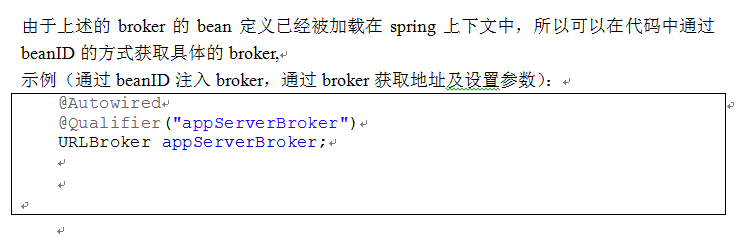 由于上述的 broker 的 bean 定义已经被加载在 spring 上下文中，所以可以在代码中通过
beanID 的方式获取具体的 broker,
示例（通过 beanID 注入 broker，通过 broker 获取地址及设置参数）：
@Autowired
@Qualifier("appServerBroker")
URLBroker appServerBroker;